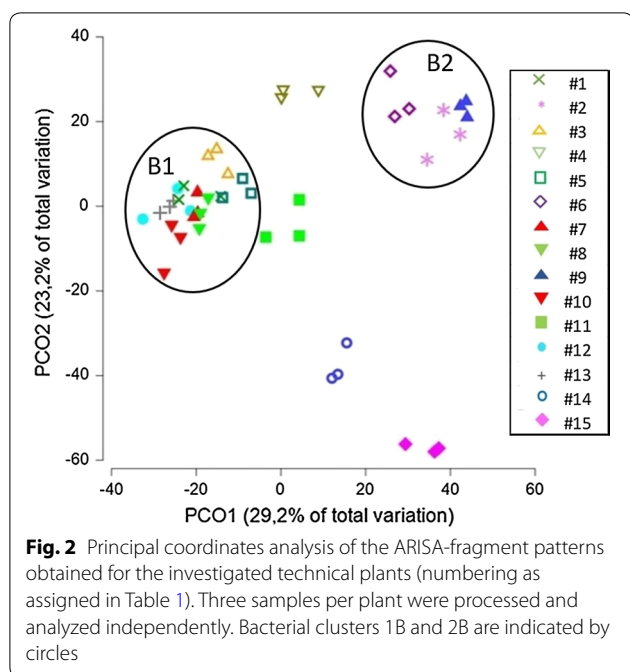 40
20
0
-20
-40
-60
PCO2 (23,2% of total variation)
B1
B2
#1
#2
#3
#4
#5
#6
#7
#8
#9
#10
#11
#12
#13
#14
#15
-40 -20 0 20 40 60
PCO1 (29,2% of total variation)
Fig. 2 Principal coordinates analysis of the ARISA-fragment patterns
obtained for the investigated technical plants (numbering as
assigned in Table 1). Three samples per plant were processed and
analyzed independently. Bacterial clusters 1B and 2B are indicated by
circles